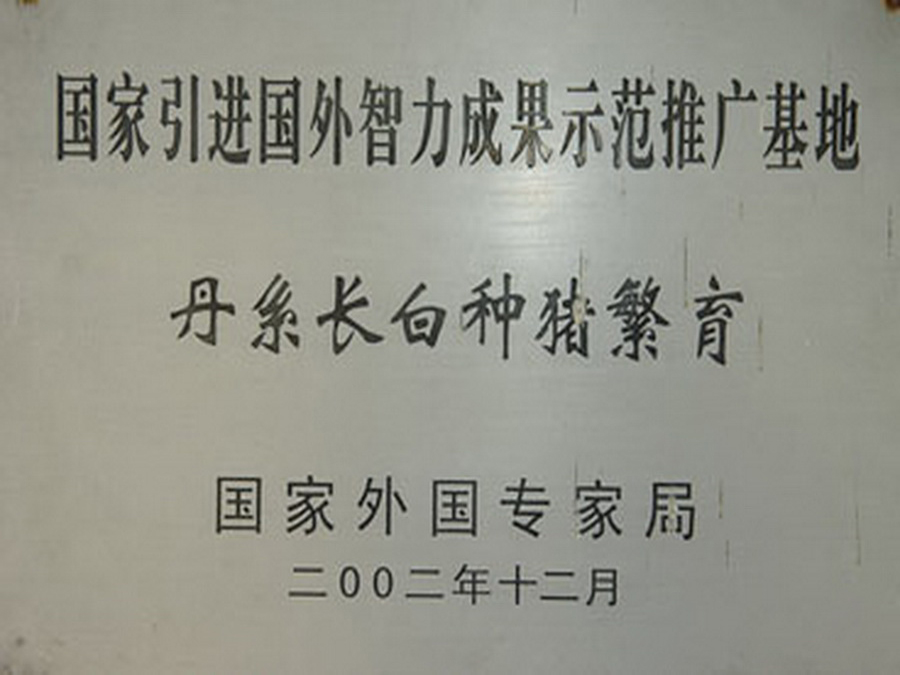 国家引进国外智力成果示范推广基地
丹系长白种猪繁育
国家外国专家局
二00二年十二月